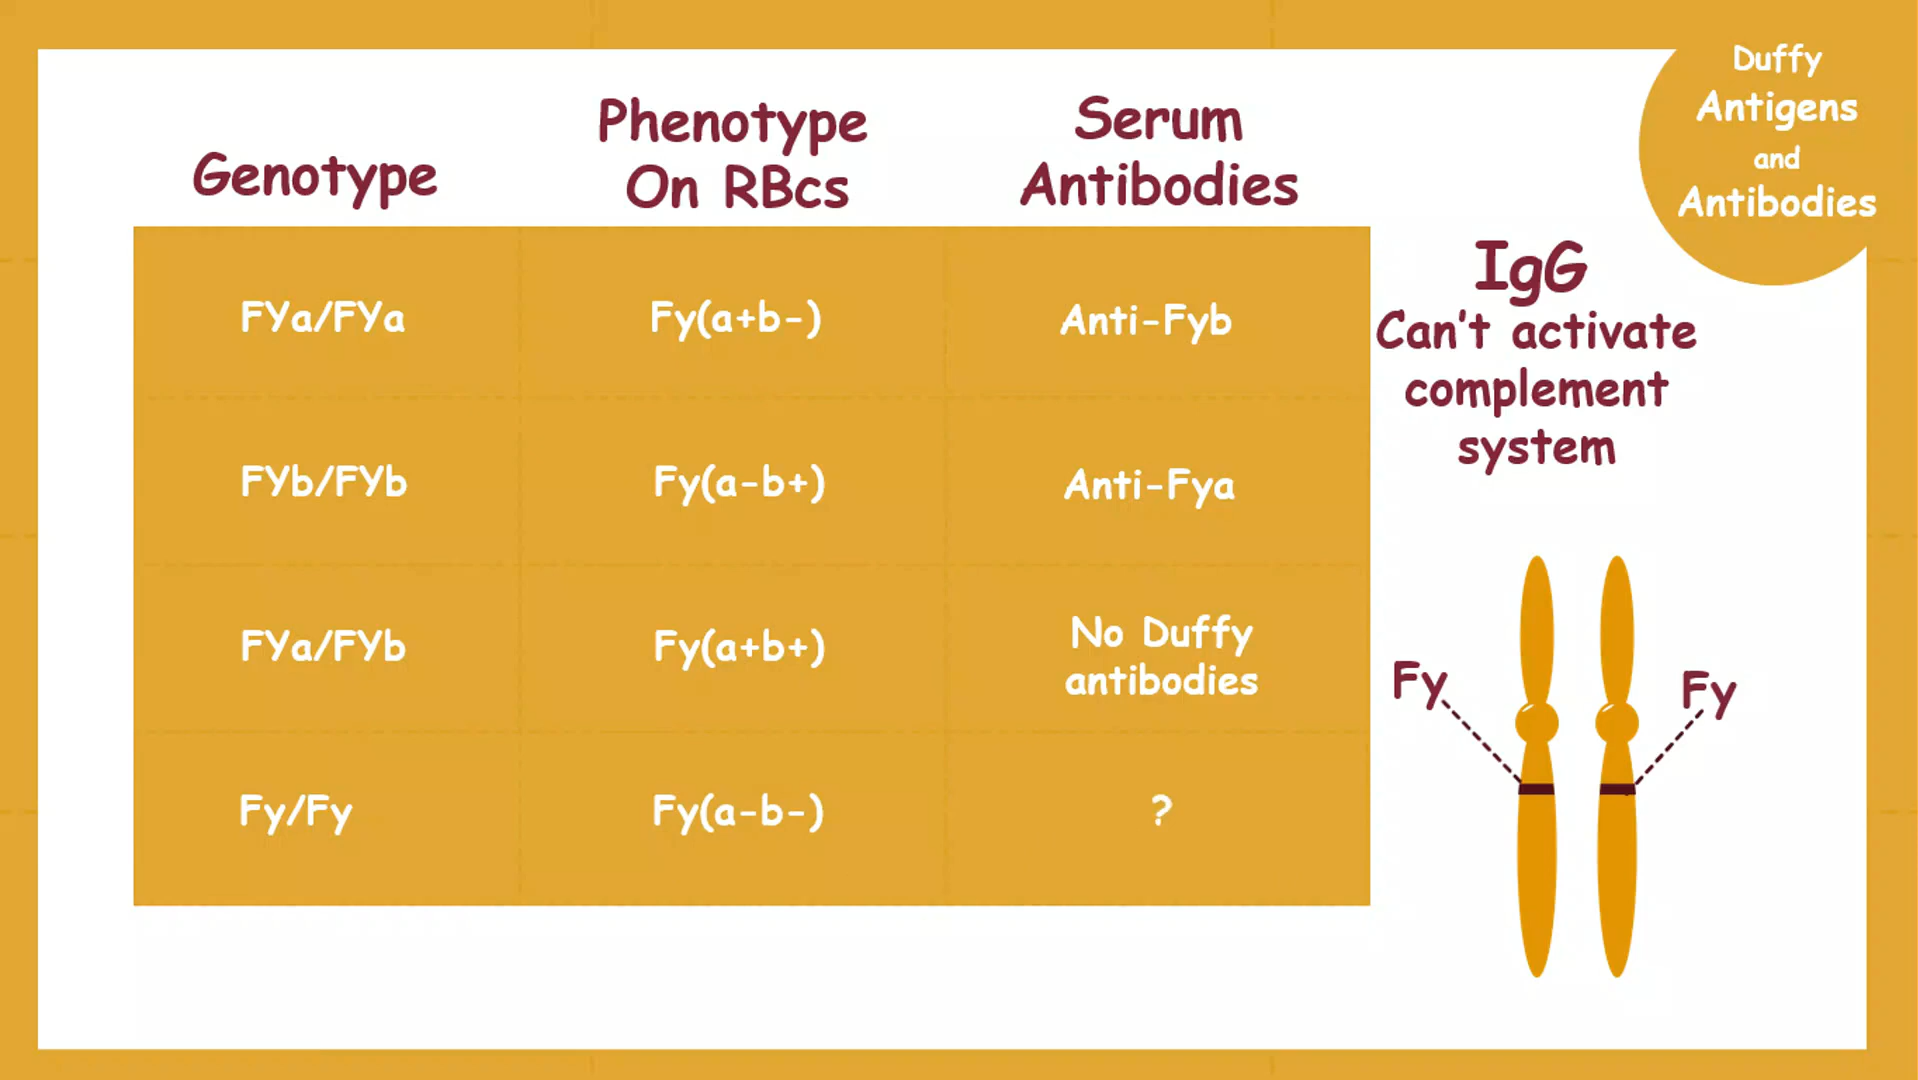 Duffy
Antigens
and
Antibodies
Genotype
Phenotype
On RBcs
Serum
Antibodies
FYa/FYa
Fy(a+b-)
Anti-Fyb
FYb/FYb
Fy(a-b+)
Anti-Fya
FYa/FYb
Fy(a+b+)
No Duffy
antibodies
Fy/Fy
Fy(a-b-)
?
IgG
Can't activate
complement
system
Fy
Fy